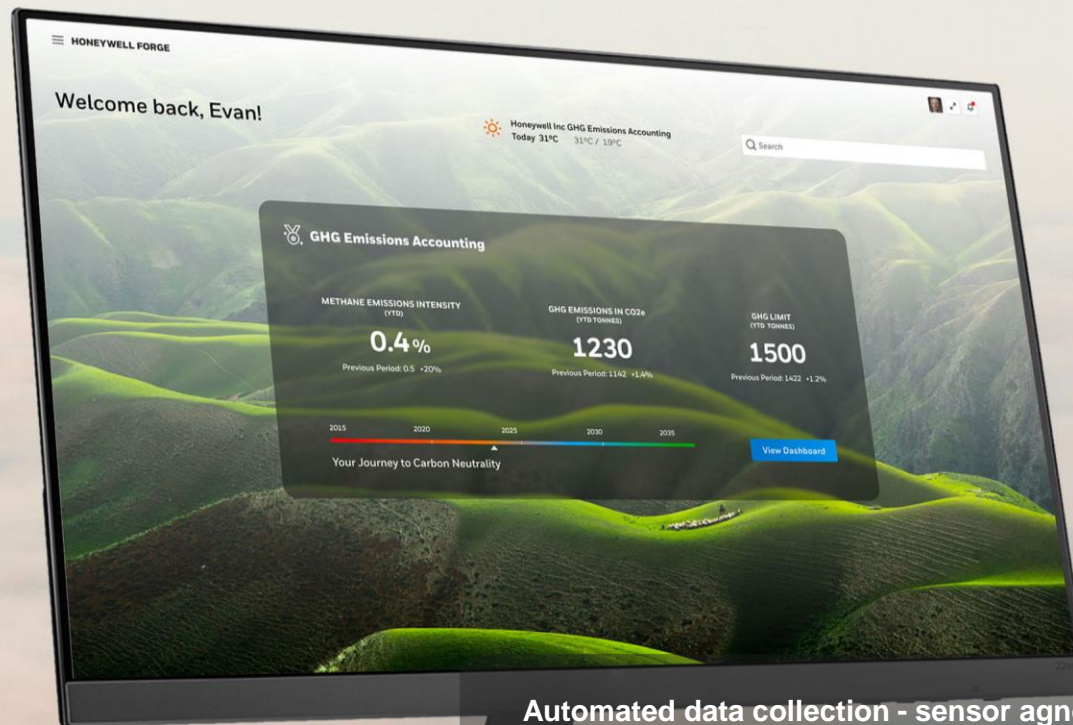 HONEYWELL FORGE
Welcome back, Evan!
Honeywell Inc GHG Emissions Accounting
Today 31°C 31°C / 19°C
Search
GHG Emissions Accounting
METHANE EMISSIONS INTENSITY
(YTD)
0.4%
Previous Period: 0.5 +20%
GHG EMISSIONS IN CO2e
(YTD TONNES)
1230
Previous Period: 1142 +1.4%
GHG LIMIT
(YTD TONNES)
1500
Previous Period: 1422 +1.2%
2015 2020 2025 2030 2035
Your Journey to Carbon Neutrality
View Dashboard
Automated data collection - sensor agn